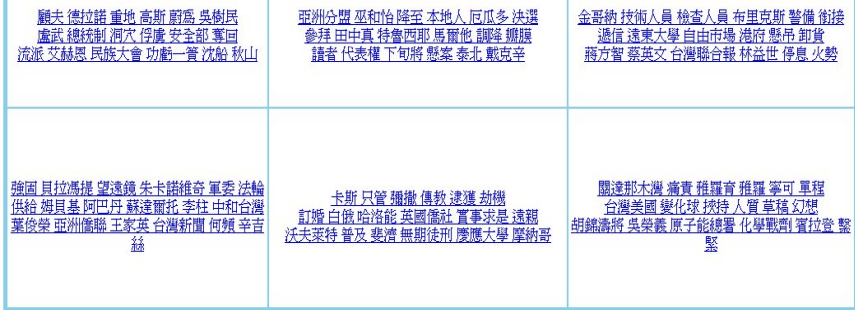 顧夫 德拉諾 重地 高斯 蔚爲 吳樹民
盧武 總統制 洞穴 俘虜 安全部 奪回
流派 艾赫恩 民族大會 功虧一簣 沈船 秋山
亞洲分盟 巫和怡 降至 本地人 厄瓜多 決選
參拜 田中真 特魯西耶 馬爾他 調降 瓣膜
讀者 代表權 下旬將 懸案 泰北 戴克辛
金哥納 技術人員 檢查人員 布里克斯 警備 銜接
過信 遠東大學 自由市場 港府 懸吊 卸貨
蔣方智 蔡英文 台灣聯合報 林益世 停息 火勢
強固 貝拉馮提 望遠鏡 朱卡諾維奇 軍委 法輪
供給 姆貝基 阿巴丹 蘇達爾托 李柱 中和台灣
葉俊榮 亞洲僑聯 王家英 台灣新聞 何頻 辛吉
絲
卡斯 只管 彌撒 傳教 逮獲 劫機
訂婚 白俄 哈洛能 英國僑社 實事求是 遠親
沃夫萊特 普及 斐濟 無期徒刑 慶應大學 摩納哥
關達那木灣 痛責 雅羅育 雅羅 寧可 單程
台灣美國 變化球 挾持 人質 草稿 幻想
胡錦濤將 吳榮義 原子能總署 化學戰劑 賓拉登 繫
緊